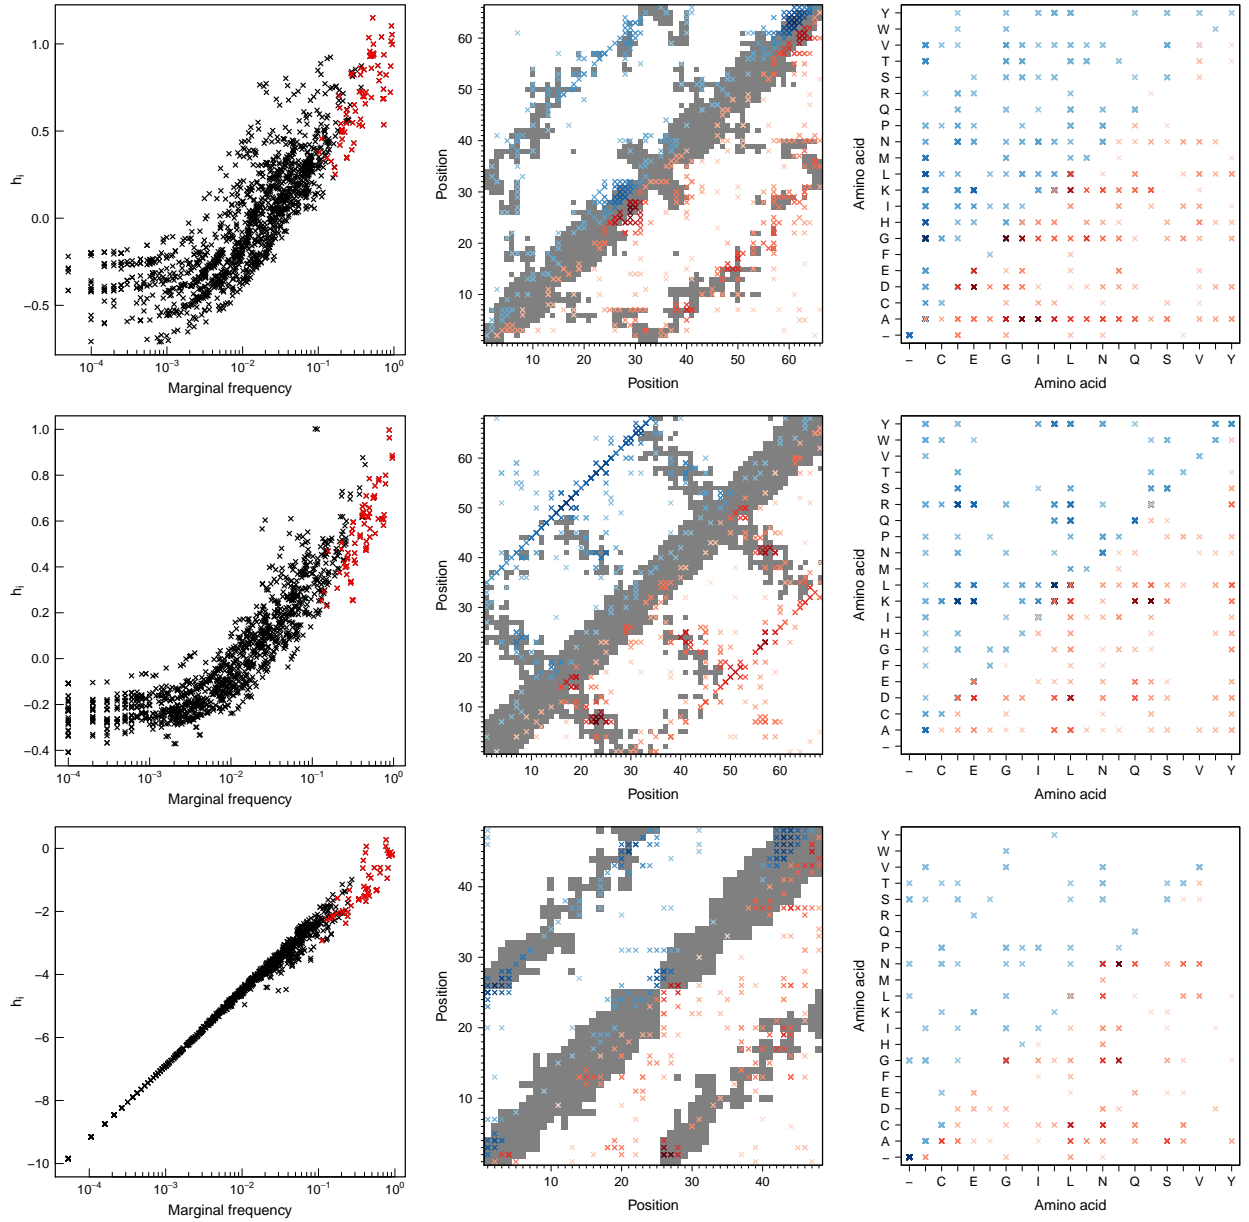 1.0
0.5
0.0
−0.5
h_i
10^−4 10^−3 10^−2 10^−1 10^0
Marginal frequency
60
50
40
30
20
10
Position
10 20 30 40 50 60
Position
Y
W
V
T
S
R
Q
P
N
M
L
K
I
H
G
F
E
D
C
A
–
Amino acid
– C E G I L N Q S V Y
Amino acid
1.0
0.8
0.6
0.4
0.2
0.0
−0.2
−0.4
h_i
10^−4 10^−3 10^−2 10^−1 10^0
Marginal frequency
60
50
40
30
20
10
Position
10 20 30 40 50 60
Position
Y
W
V
T
S
R
Q
P
N
M
L
K
I
H
G
F
E
D
C
A
–
Amino acid
– C E G I L N Q S V Y
Amino acid
0
−2
−4
−6
−8
−10
h_i
10^−4 10^−3 10^−2 10^−1 10^0
Marginal frequency
40
30
20
10
Position
10 20 30 40
Position
Y
W
V
T
S
R
Q
P
N
M
L
K
I
H
G
F
E
D
C
A
–
Amino acid
– C E G I L N Q S V Y
Amino acid